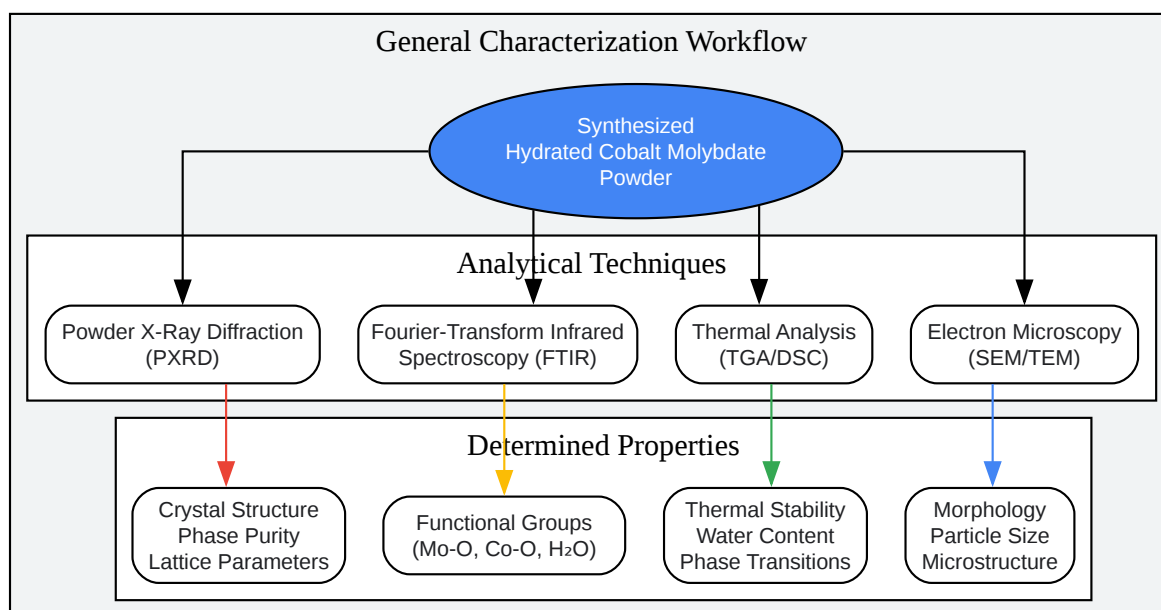 General Characterization Workflow
Synthesized
Hydrated Cobalt Molybdate
Powder
Analytical Techniques
Powder X-Ray Diffraction
(PXRD)
Fourier-Transform Infrared
Spectroscopy (FTIR)
Thermal Analysis
(TGA/DSC)
Electron Microscopy
(SEM/TEM)
Determined Properties
Crystal Structure
Phase Purity
Lattice Parameters
Functional Groups
(Mo-O, Co-O, H₂O)
Thermal Stability
Water Content
Phase Transitions
Morphology
Particle Size
Microstructure